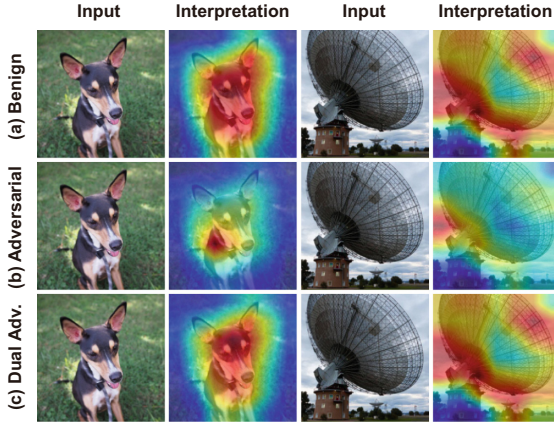 Input Interpretation Input Interpretation
(a) Benign
(b) Adversarial
(c) Dual Adv.